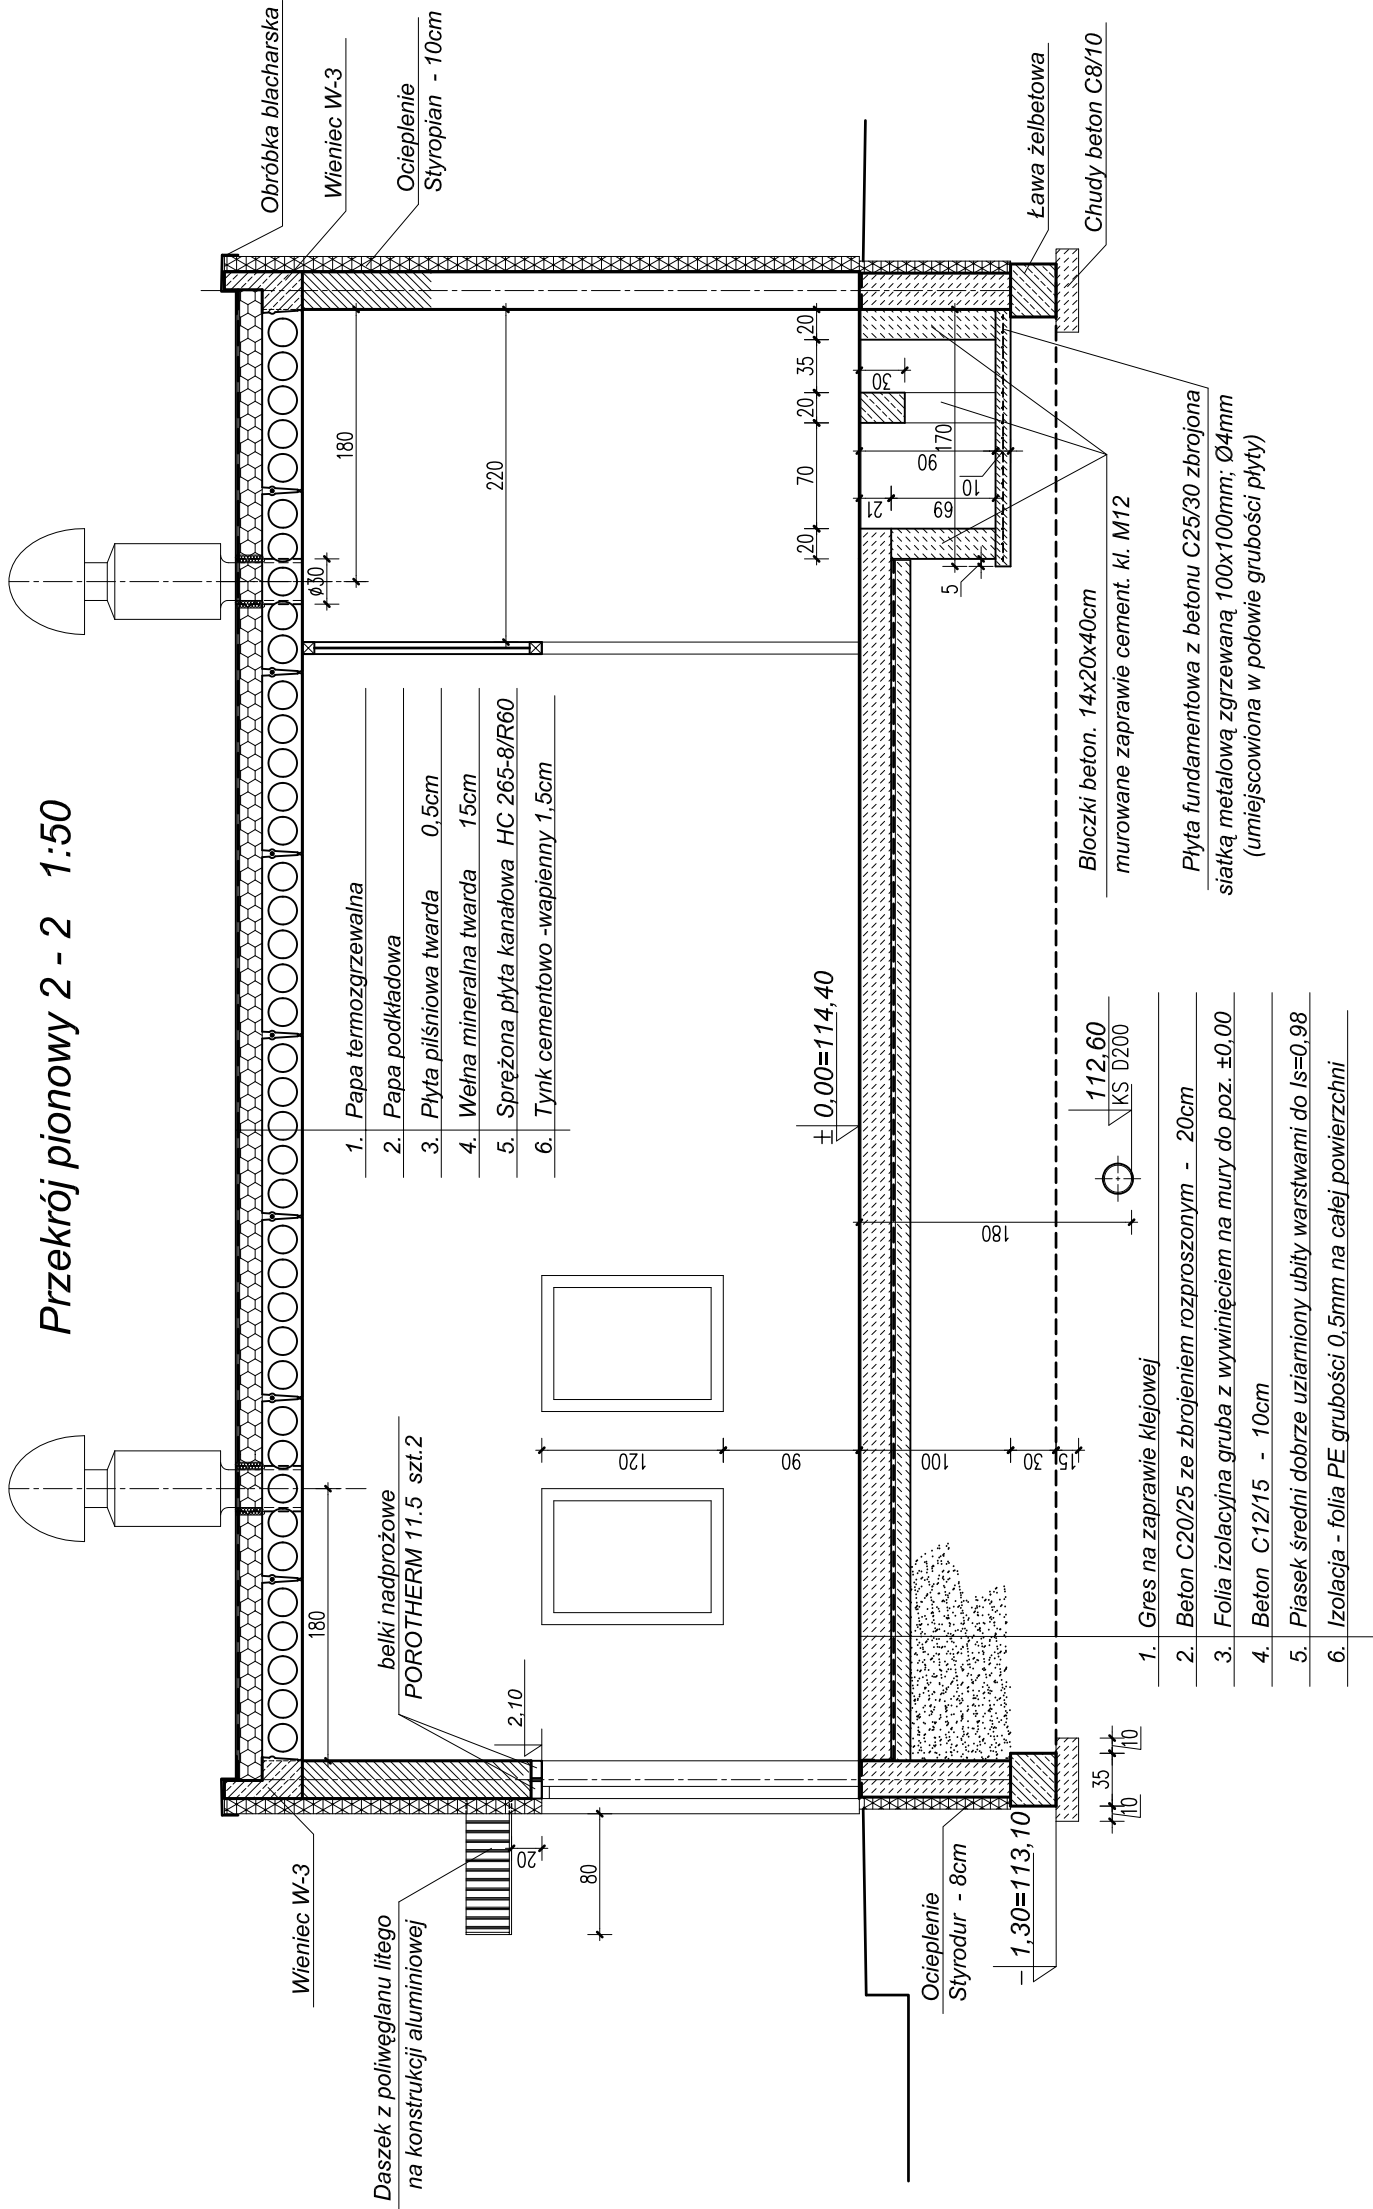 Przekrój pionowy 2 - 2 1:50
Obróbka blacharska
Wieniec W-3
Ocieplenie
Styropian - 10cm
180
ø30
180
220
1. Papa termozgrzewalna
2. Papa podkładowa
3. Płyta pilśniowa twarda 0,5cm
4. Wełna mineralna twarda 15cm
5. Sprężona płyta kanałowa HC 265-8/R60
6. Tynk cementowo -wapienny 1,5cm
belki nadprożowe
POROTHERM 11.5 szt.2
Wieniec W-3
Daszek z poliwęglanu litego
na konstrukcji aluminiowej
2,10
20
80
120
90
100
30
15
± 0,00=114,40
180
112,60
KS D200
20
70
20
35
20
30
21
69
90
10
170
5
Ława żelbetowa
Chudy beton C8/10
Bloczki beton. 14x20x40cm
murowane zaprawie cement. kl. M12
Płyta fundamentowa z betonu C25/30 zbrojona
siatką metalową zgrzewaną 100x100mm; Ø4mm
(umiejscowiona w połowie grubości płyty)
Ocieplenie
Styrodur - 8cm
− 1,30=113,10
10
35
10
1. Gres na zaprawie klejowej
2. Beton C20/25 ze zbrojeniem rozproszonym - 20cm
3. Folia izolacyjna gruba z wywinięciem na mury do poz. ±0,00
4. Beton C12/15 - 10cm
5. Piasek średni dobrze uziarniony ubity warstwami do Is=0,98
6. Izolacja - folia PE grubości 0,5mm na całej powierzchni